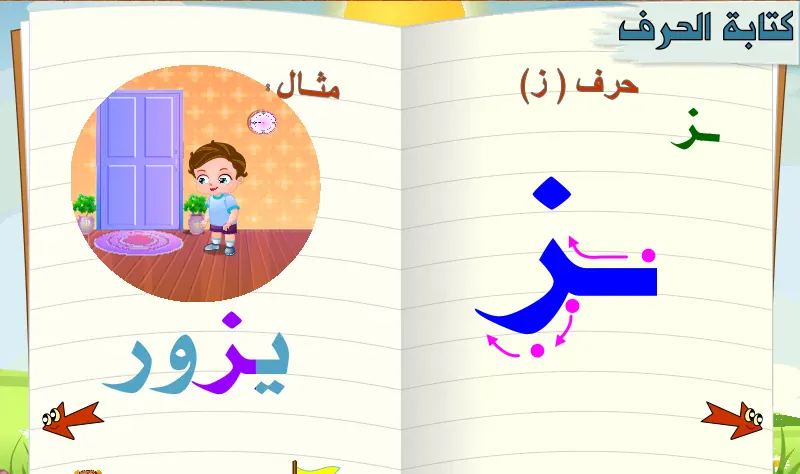 كتابة الحرف
حرف ( ز )
ـز
ـز
مثال :
يزور